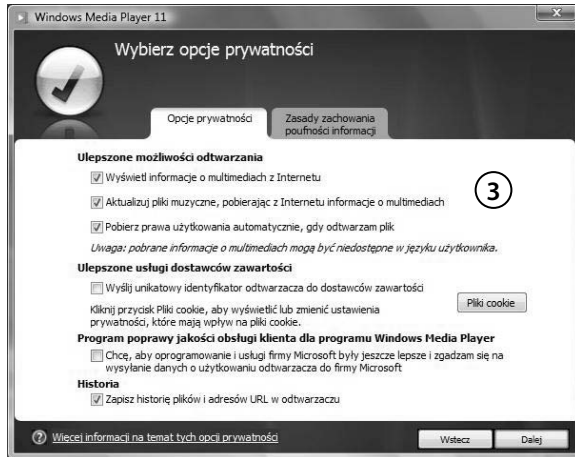 Windows Media Player 11
Wybierz opcje prywatności
Opcje prywatności
Zasady zachowania
poufności informacji
Ulepszone możliwości odtwarzania
Wyświetl informacje o multimediach z Internetu
Aktualizuj pliki muzyczne, pobierając z Internetu informacje o multimediach
Pobierz prawa użytkowania automatycznie, gdy odtwarzam plik
Uwaga: pobrane informacje o multimediach mogą być niedostępne w języku użytkownika.
3
Ulepszone usługi dostawców zawartości
Wyślij unikatowy identyfikator odtwarzacza do dostawców zawartości
Kliknij przycisk Pliki cookie, aby wyświetlić lub zmienić ustawienia
prywatności, które mają wpływ na pliki cookie.
Pliki cookie
Program poprawy jakości obsługi klienta dla programu Windows Media Player
Chcę, aby oprogramowanie i usługi firmy Microsoft były jeszcze lepsze i zgadzam się na
wysyłanie danych o użytkowaniu odtwarzacza do firmy Microsoft
Historia
Zapisz historię plików i adresów URL w odtwarzaczu
Więcej informacji na temat tych opcji prywatności
Wstecz
Dalej